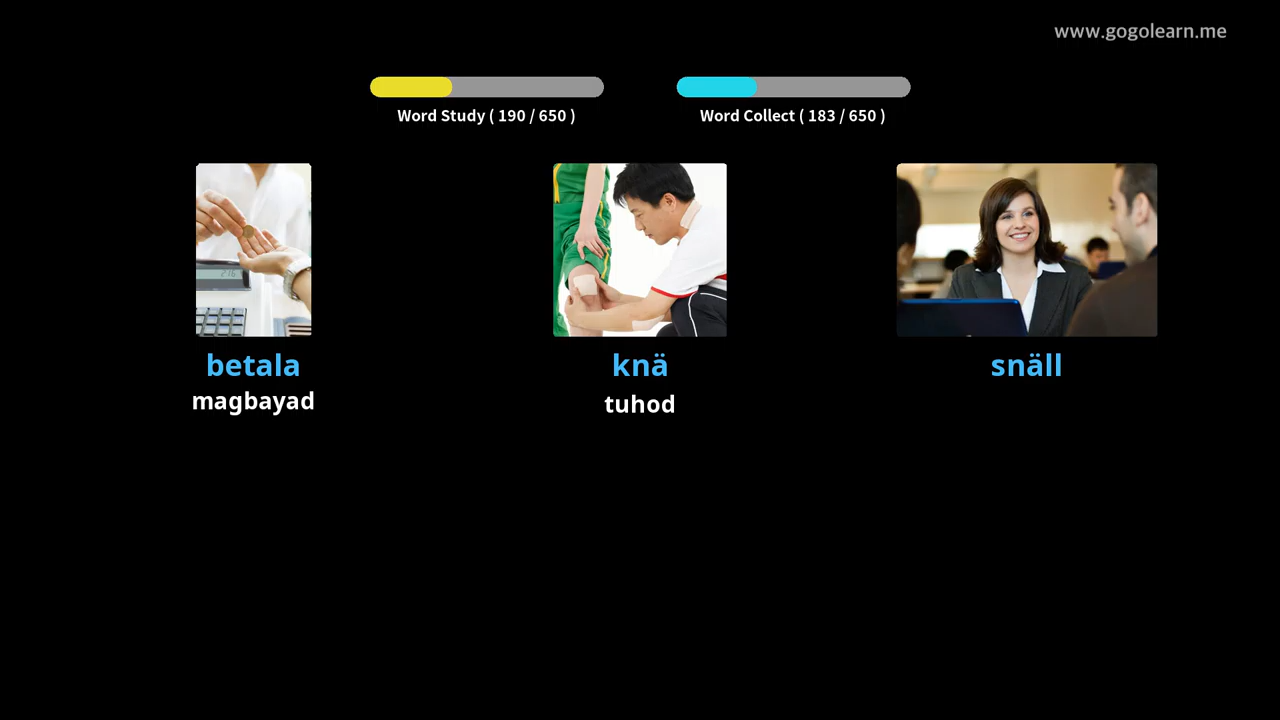 www.gogolearn.me
Word Study ( 190 / 650 )
Word Collect ( 183 / 650 )
betala
magbayad
knä
tuhod
snäll